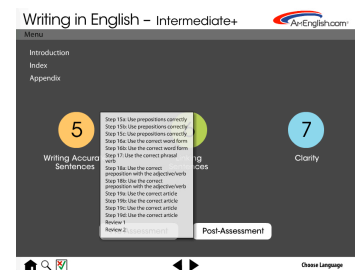 Writing in English – Intermediate+
AmEnglish.com
Menu
Introduction
Index
Appendix
5
7
Writing Accura
Sentences
Clarity
Step 15a: Use prepositions correctly
Step 15b: Use prepositions correctly
Step 15c: Use prepositions correctly
Step 16a: Use the correct word form
Step 16b: Use the correct word form
Step 17: Use the correct phrasal
verb
Step 18a: Use the correct
preposition with the adjective/verb
Step 18b: Use the correct
preposition with the adjective/verb
Step 19a: Use the correct article
Step 19b: Use the correct article
Step 19c: Use the correct article
Step 19d: Use the correct article
Review 1
Review 2
Post-Assessment
Choose Language